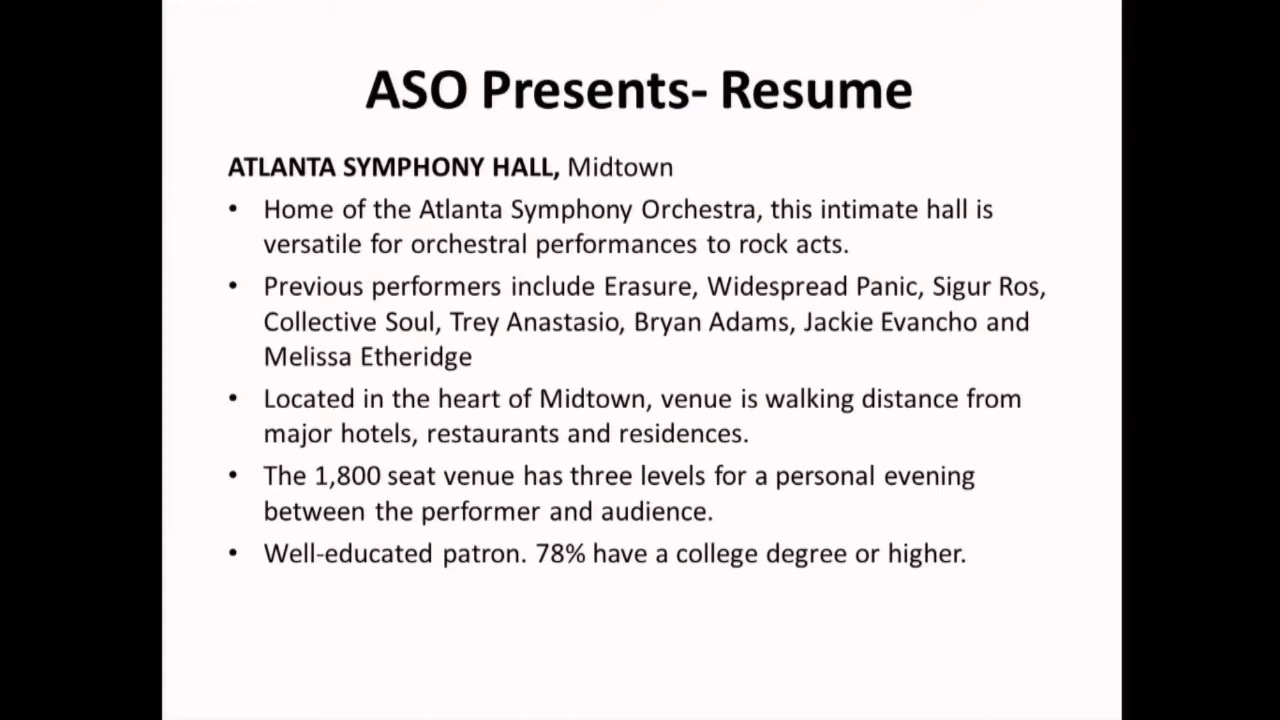 ASO Presents- Resume
ATLANTA SYMPHONY HALL, Midtown
• Home of the Atlanta Symphony Orchestra, this intimate hall is
versatile for orchestral performances to rock acts.
• Previous performers include Erasure, Widespread Panic, Sigur Ros,
Collective Soul, Trey Anastasio, Bryan Adams, Jackie Evancho and
Melissa Etheridge
• Located in the heart of Midtown, venue is walking distance from
major hotels, restaurants and residences.
• The 1,800 seat venue has three levels for a personal evening
between the performer and audience.
• Well-educated patron. 78% have a college degree or higher.